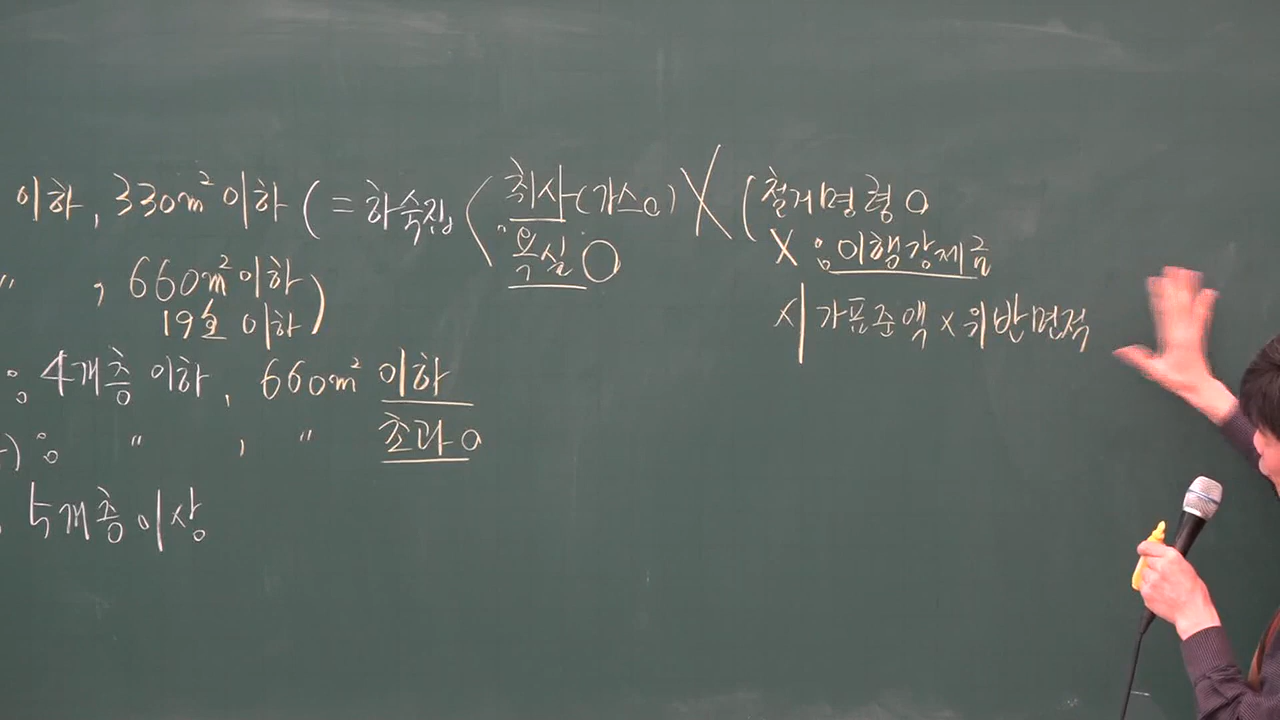 이하, 330m² 이하 ( = 하숙집 < 취사(가스o) X ( 철거명령 o
욕실 O X : 이행강제금
" , 660m² 이하
19호 이하 )
시가표준액 x 위반면적
: 4개층 이하, 660m² 이하
) : " , " 초과 o
5개층 이상